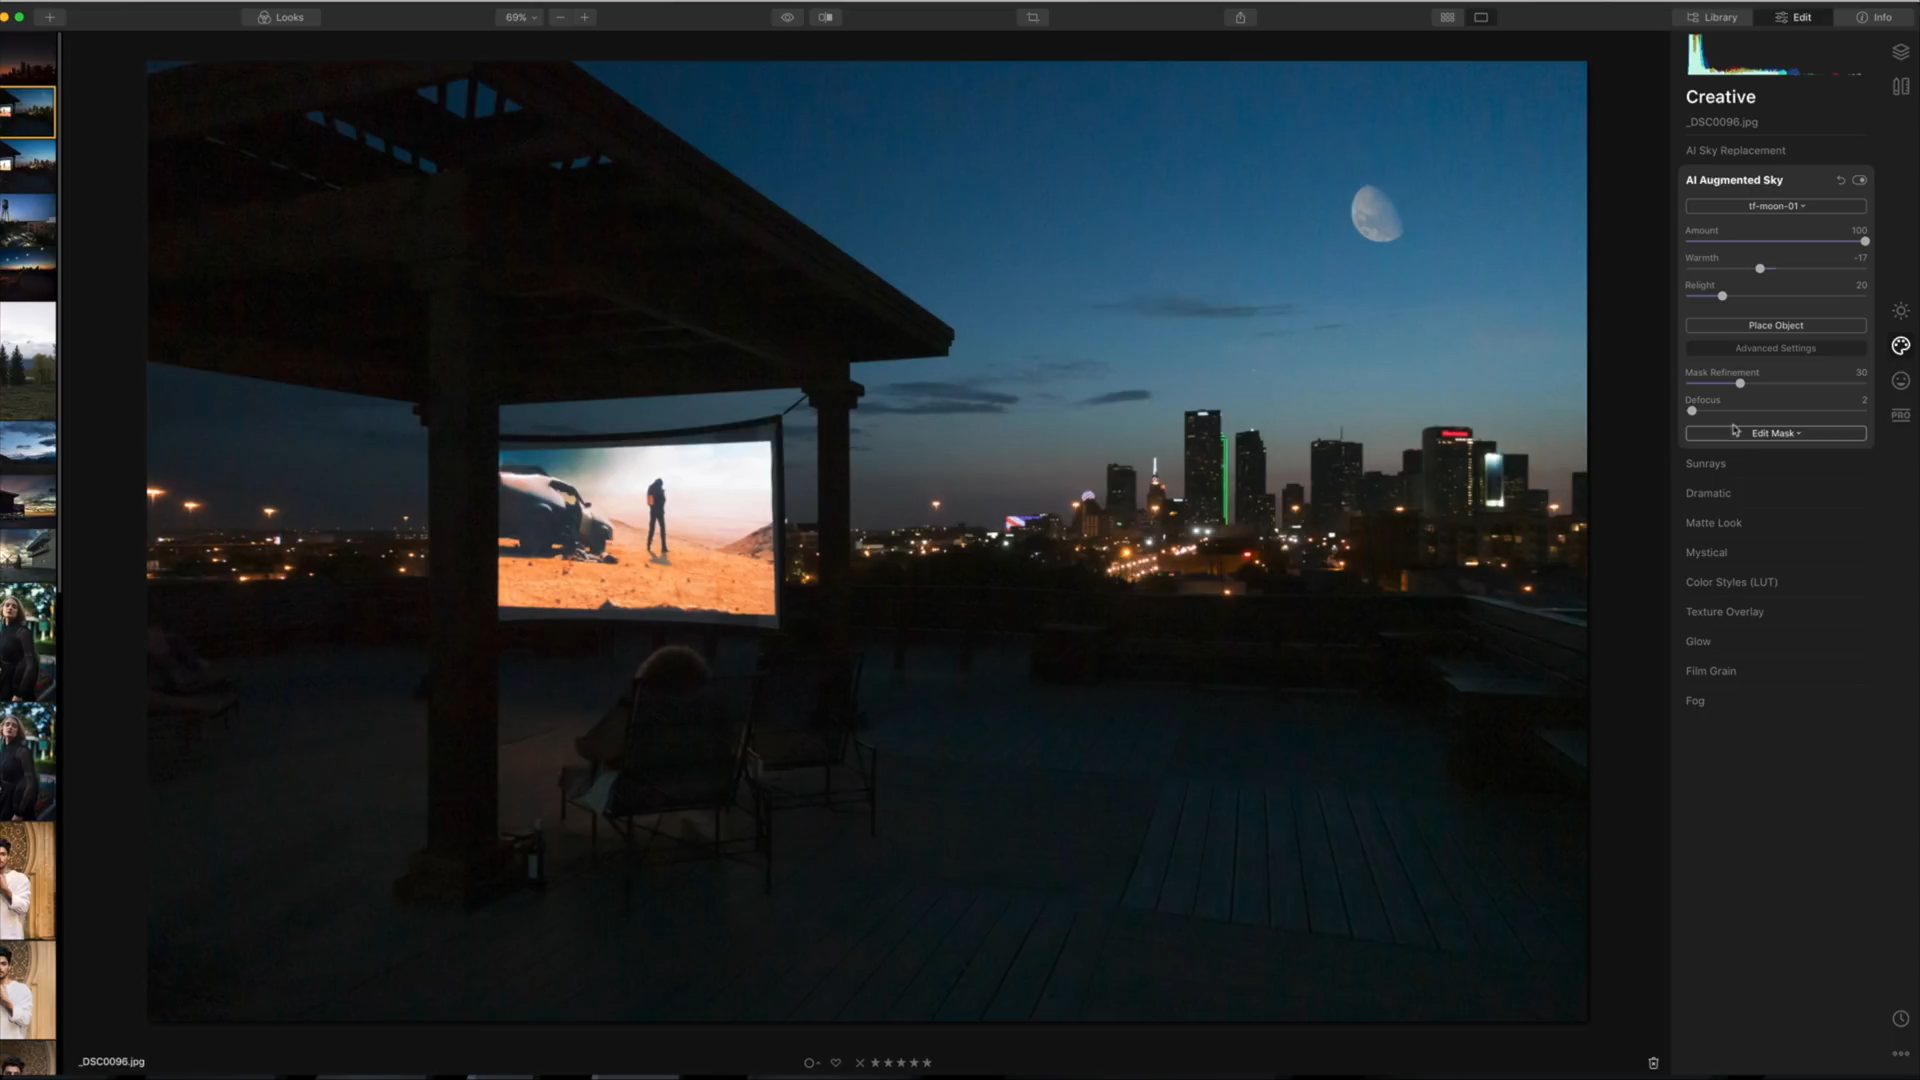 Looks
69%
Library
Edit
Info
Creative
_DSC0096.jpg
AI Sky Replacement
AI Augmented Sky
tf-moon-01
Amount 100
Warmth -17
Relight 20
Place Object
Advanced Settings
Mask Refinement 30
Defocus 2
Edit Mask
Sunrays
Dramatic
Matte Look
Mystical
Color Styles (LUT)
Texture Overlay
Glow
Film Grain
Fog
PRO
_DSC0096.jpg